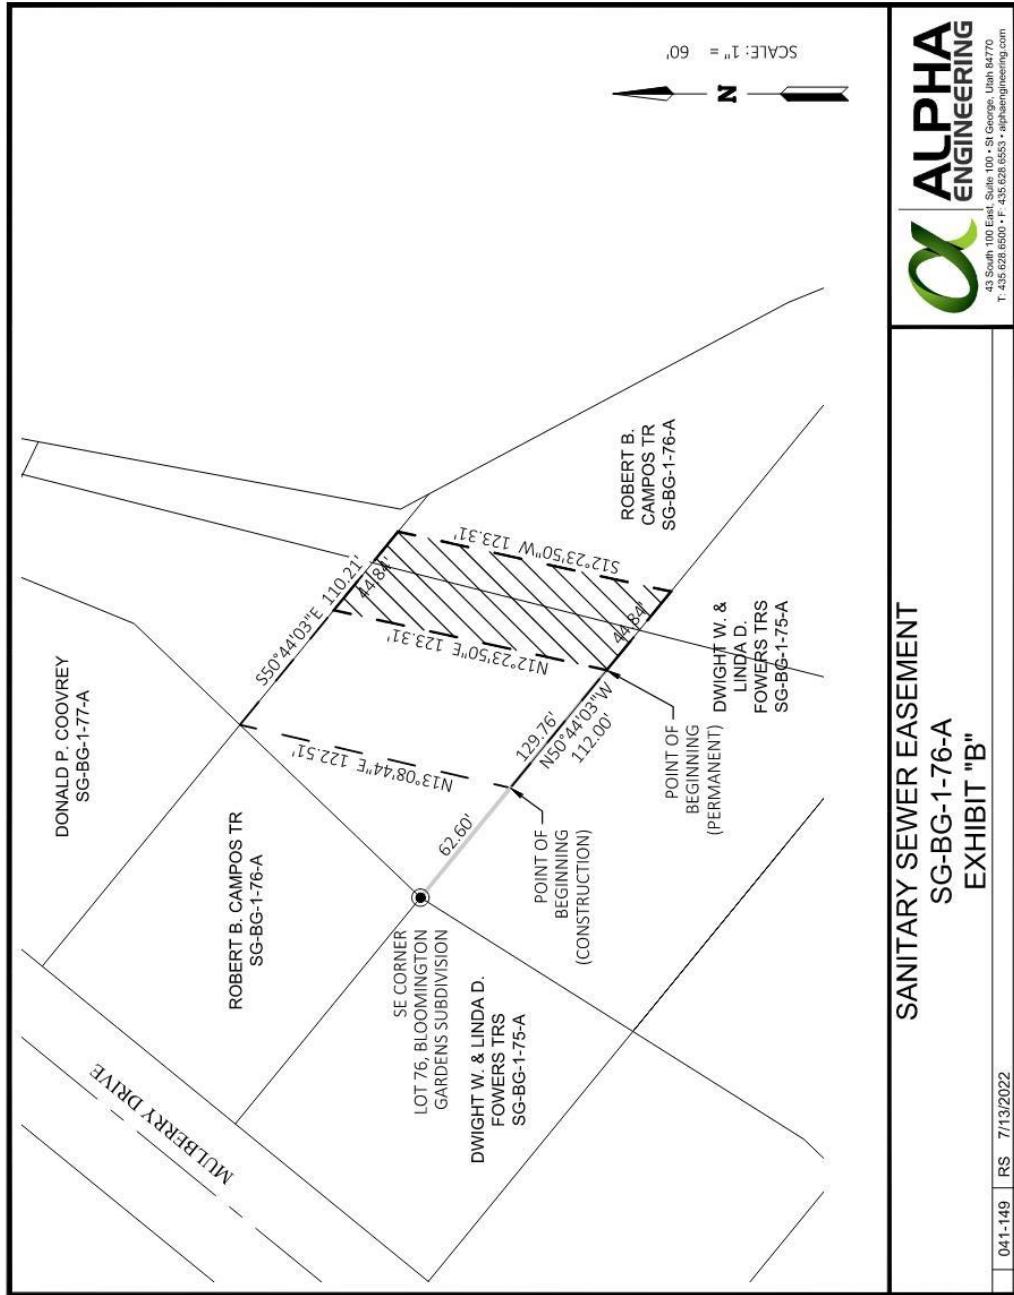 SCALE: 1" = 60'
N
DONALD P. COOVREY
SG-BG-1-77-A
ROBERT B. CAMPOS TR
SG-BG-1-76-A
MULBERRY DRIVE
S50°44'03"E 110.21'
44.84'
N13°08'44"E 122.51'
N12°23'50"E 123.31'
S12°23'50"W 123.31'
62.60'
129.76'
N50°44'03"W
112.00'
44.84'
ROBERT B.
CAMPOS TR
SG-BG-1-76-A
SE CORNER
LOT 76, BLOOMINGTON
GARDENS SUBDIVISION
DWIGHT W. & LINDA D.
FOWERS TRS
SG-BG-1-75-A
POINT OF
BEGINNING
(CONSTRUCTION)
POINT OF
BEGINNING
(PERMANENT)
DWIGHT W. &
LINDA D.
FOWERS TRS
SG-BG-1-75-A
SANITARY SEWER EASEMENT
SG-BG-1-76-A
EXHIBIT "B"
041-149 RS 7/13/2022
ALPHA
ENGINEERING
43 South 100 East, Suite 100 • St George, Utah 84770
T: 435.628.6500 • F: 435.628.6553 • alphaengineering.com